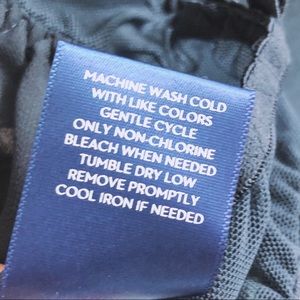 MACHINE WASH COLD
WITH LIKE COLORS
GENTLE CYCLE
ONLY NON-CHLORINE
BLEACH WHEN NEEDED
TUMBLE DRY LOW
REMOVE PROMPTLY
COOL IRON IF NEEDED